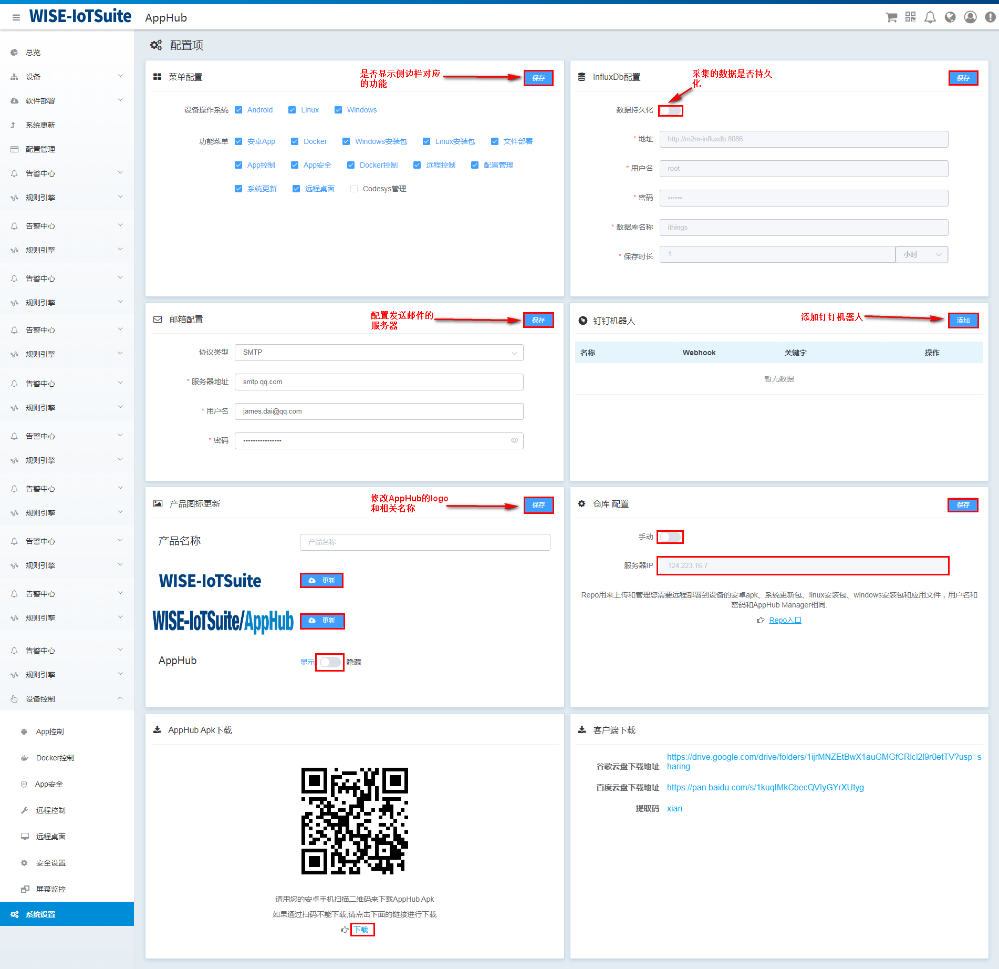 WISE-IoTSuite
AppHub
总览
设备
软件部署
系统更新
配置管理
告警中心
规则引擎
告警中心
规则引擎
告警中心
规则引擎
告警中心
规则引擎
告警中心
规则引擎
告警中心
规则引擎
告警中心
规则引擎
告警中心
规则引擎
告警中心
规则引擎
告警中心
规则引擎
设备控制
App控制
Docker控制
App安全
远程控制
远程桌面
安全设置
屏幕监控
系统设置
配置项
菜单配置
是否显示侧边栏对应
的功能
保存
设备操作系统 Android Linux Windows
功能菜单 安卓App Docker Windows安装包 Linux安装包 文件部署
App控制 App安全 Docker控制 远程控制 配置管理
系统更新 远程桌面 Codesys管理
InfluxDb配置
采集的数据是否持久
化
保存
数据持久化
* 地址 http://m2m-influxdb:8086
* 用户名 root
* 密码 ••••••
* 数据库名称 ithings
* 保存时长 1 小时
邮箱配置
配置发送邮件的
服务器
保存
协议类型 SMTP
* 服务器地址 smtp.qq.com
* 用户名 james.dai@qq.com
* 密码 ••••••••••••••••
钉钉机器人
添加钉钉机器人
添加
名称 Webhook 关键字 操作
暂无数据
产品图标更新
修改AppHub的logo
和相关名称
保存
产品名称 产品名称
WISE-IoTSuite 更新
WISE-IoTSuite/AppHub 更新
AppHub 显示 隐藏
仓库 配置
保存
手动
服务器IP 124.223.16.7
Repo用来上传和管理您需要远程部署到设备的安卓apk、系统更新包、linux安装包、windows安装包和应用文件，用户名和
密码和AppHub Manager相同.
Repo入口
AppHub Apk下载
请用您的安卓手机扫描二维码来下载AppHub Apk
如果通过扫码不能下载,请点击下面的链接进行下载
下载
客户端下载
谷歌云盘下载地址 https://drive.google.com/drive/folders/1ijrMNZEtBwX1auGMGfCRlcl2l9r0etTV?usp=s
haring
百度云盘下载地址 https://pan.baidu.com/s/1kuqlMkCbecQVlyGYrXUtyg
提取码 xian